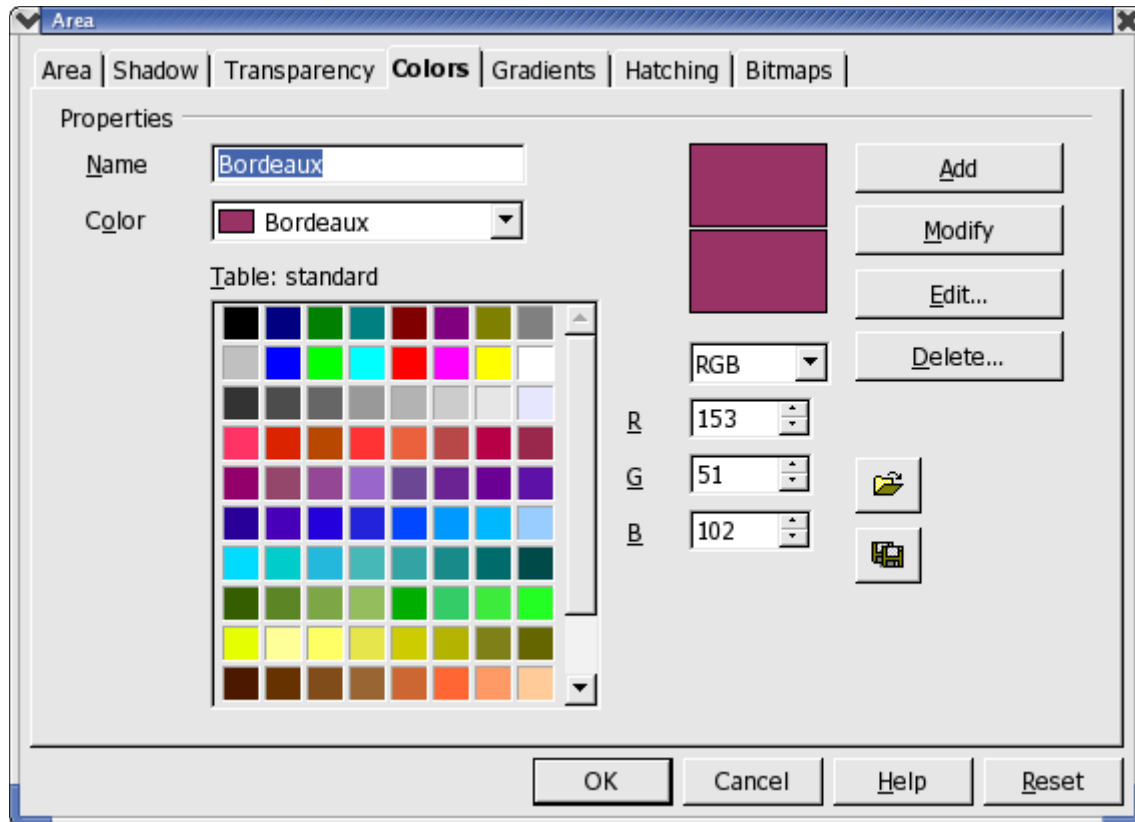 Area
Area Shadow Transparency Colors Gradients Hatching Bitmaps
Properties
Name Bordeaux
Add
Color Bordeaux
Modify
Table: standard
Edit...
RGB
Delete...
R 153
G 51
B 102
OK Cancel Help Reset